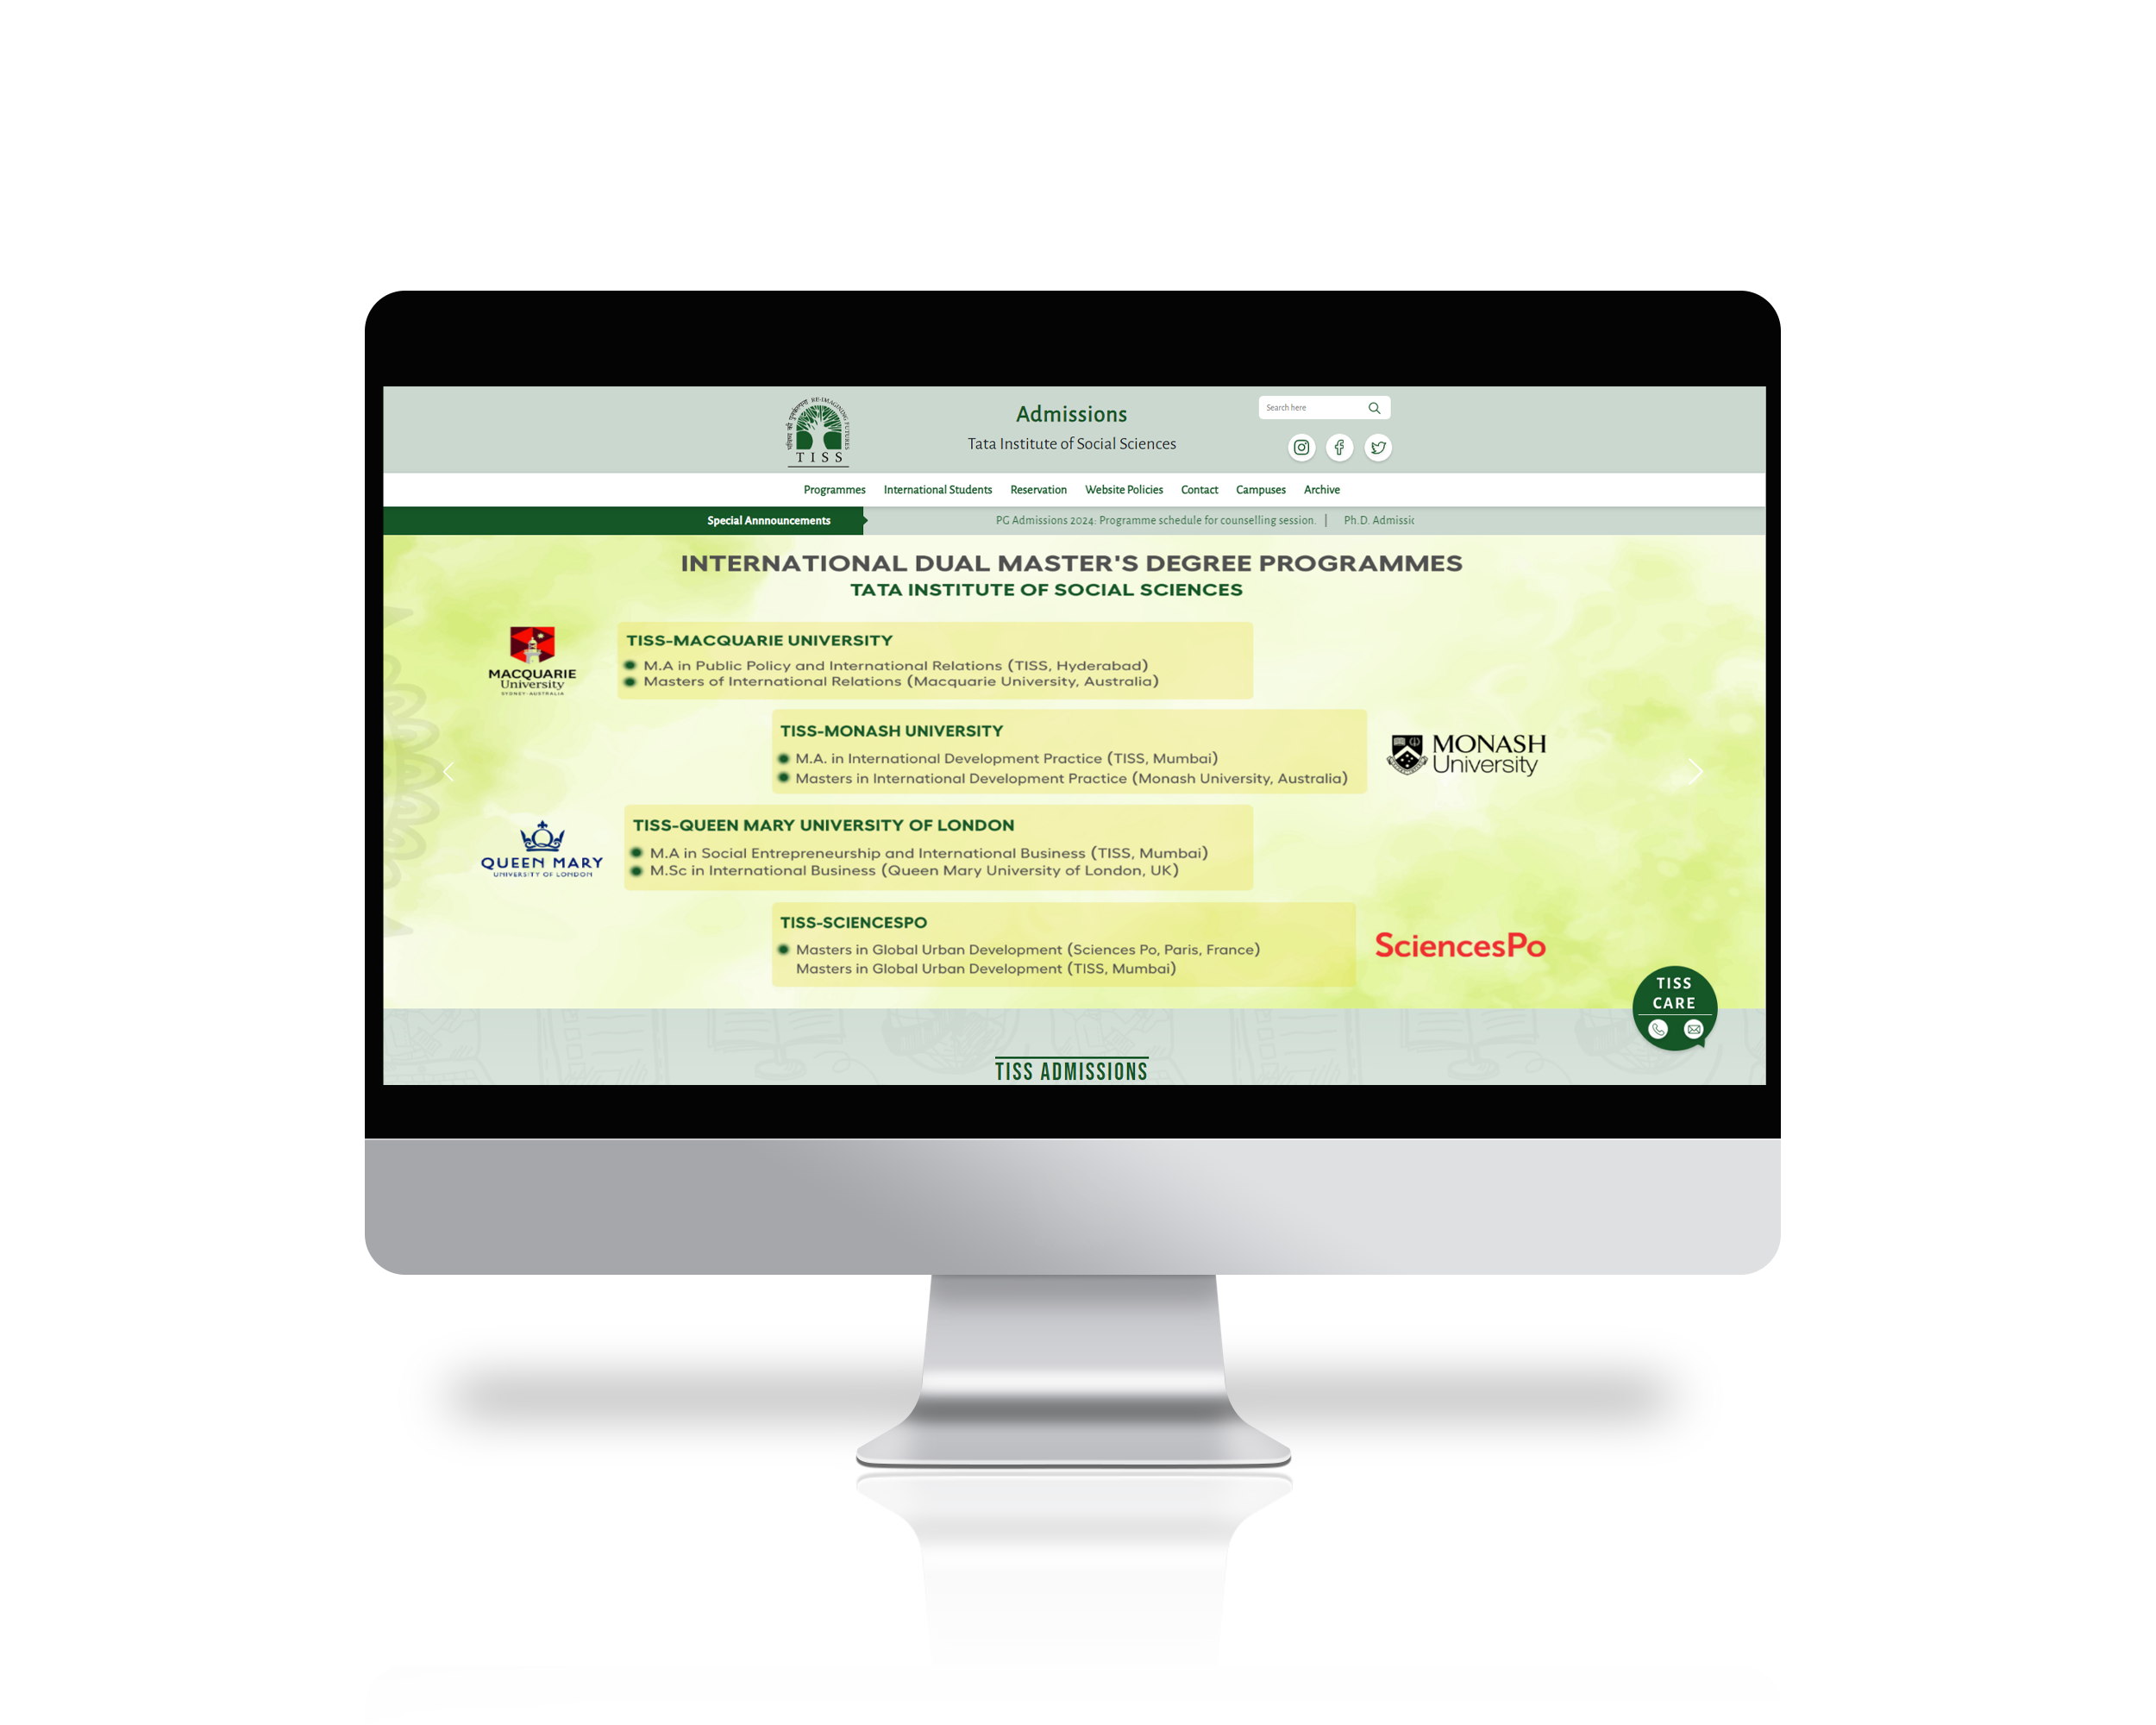 भविष्य की पुनर्कल्पना RE-IMAGINING FUTURES
TISS
Admissions
Tata Institute of Social Sciences
Search here
Programmes International Students Reservation Website Policies Contact Campuses Archive
Special Annnouncements
PG Admissions 2024: Programme schedule for counselling session. | Ph.D. Admissic
INTERNATIONAL DUAL MASTER'S DEGREE PROGRAMMES
TATA INSTITUTE OF SOCIAL SCIENCES
MACQUARIE
University
SYDNEY-AUSTRALIA
TISS-MACQUARIE UNIVERSITY
M.A in Public Policy and International Relations (TISS, Hyderabad)
Masters of International Relations (Macquarie University, Australia)
TISS-MONASH UNIVERSITY
M.A. in International Development Practice (TISS, Mumbai)
Masters in International Development Practice (Monash University, Australia)
MONASH
University
QUEEN MARY
UNIVERSITY OF LONDON
TISS-QUEEN MARY UNIVERSITY OF LONDON
M.A in Social Entrepreneurship and International Business (TISS, Mumbai)
M.Sc in International Business (Queen Mary University of London, UK)
TISS-SCIENCESPO
Masters in Global Urban Development (Sciences Po, Paris, France)
Masters in Global Urban Development (TISS, Mumbai)
SciencesPo
TISS
CARE
TISS ADMISSIONS